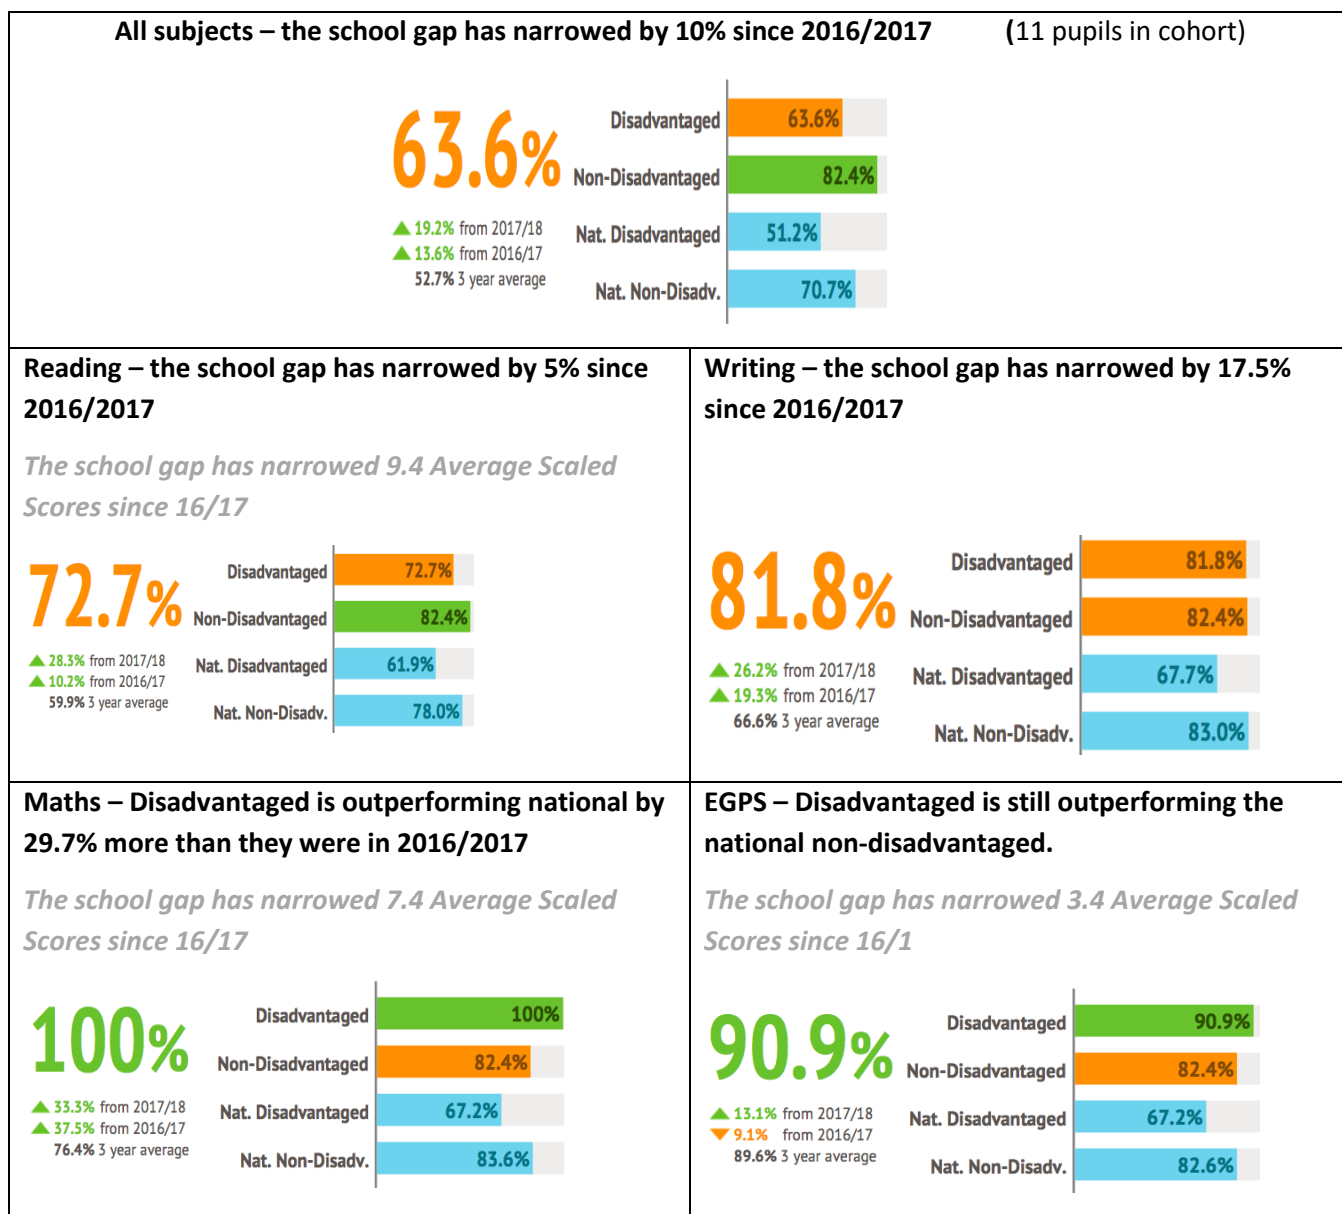 All subjects – the school gap has narrowed by 10% since 2016/2017 (11 pupils in cohort)
63.6%
▲ 19.2% from 2017/18
▲ 13.6% from 2016/17
52.7% 3 year average
Disadvantaged 63.6%
Non-Disadvantaged 82.4%
Nat. Disadvantaged 51.2%
Nat. Non-Disadv. 70.7%
Reading – the school gap has narrowed by 5% since
2016/2017
The school gap has narrowed 9.4 Average Scaled
Scores since 16/17
72.7%
▲ 28.3% from 2017/18
▲ 10.2% from 2016/17
59.9% 3 year average
Disadvantaged 72.7%
Non-Disadvantaged 82.4%
Nat. Disadvantaged 61.9%
Nat. Non-Disadv. 78.0%
Writing – the school gap has narrowed by 17.5%
since 2016/2017
81.8%
▲ 26.2% from 2017/18
▲ 19.3% from 2016/17
66.6% 3 year average
Disadvantaged 81.8%
Non-Disadvantaged 82.4%
Nat. Disadvantaged 67.7%
Nat. Non-Disadv. 83.0%
Maths – Disadvantaged is outperforming national by
29.7% more than they were in 2016/2017
The school gap has narrowed 7.4 Average Scaled
Scores since 16/17
100%
▲ 33.3% from 2017/18
▲ 37.5% from 2016/17
76.4% 3 year average
Disadvantaged 100%
Non-Disadvantaged 82.4%
Nat. Disadvantaged 67.2%
Nat. Non-Disadv. 83.6%
EGPS – Disadvantaged is still outperforming the
national non-disadvantaged.
The school gap has narrowed 3.4 Average Scaled
Scores since 16/1
90.9%
▲ 13.1% from 2017/18
▼ 9.1% from 2016/17
89.6% 3 year average
Disadvantaged 90.9%
Non-Disadvantaged 82.4%
Nat. Disadvantaged 67.2%
Nat. Non-Disadv. 82.6%